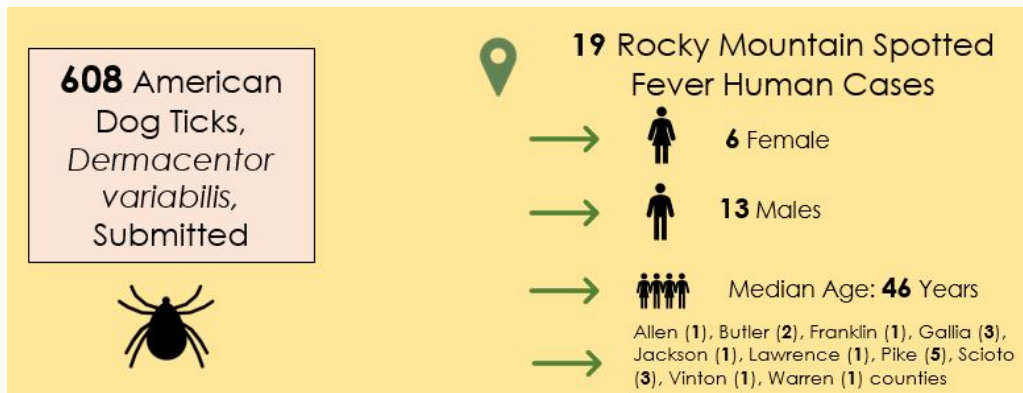 608 American
Dog Ticks,
Dermacentor
variabilis,
Submitted
19 Rocky Mountain Spotted
Fever Human Cases
6 Female
13 Males
Median Age: 46 Years
Allen (1), Butler (2), Franklin (1), Gallia (3),
Jackson (1), Lawrence (1), Pike (5), Scioto
(3), Vinton (1), Warren (1) counties